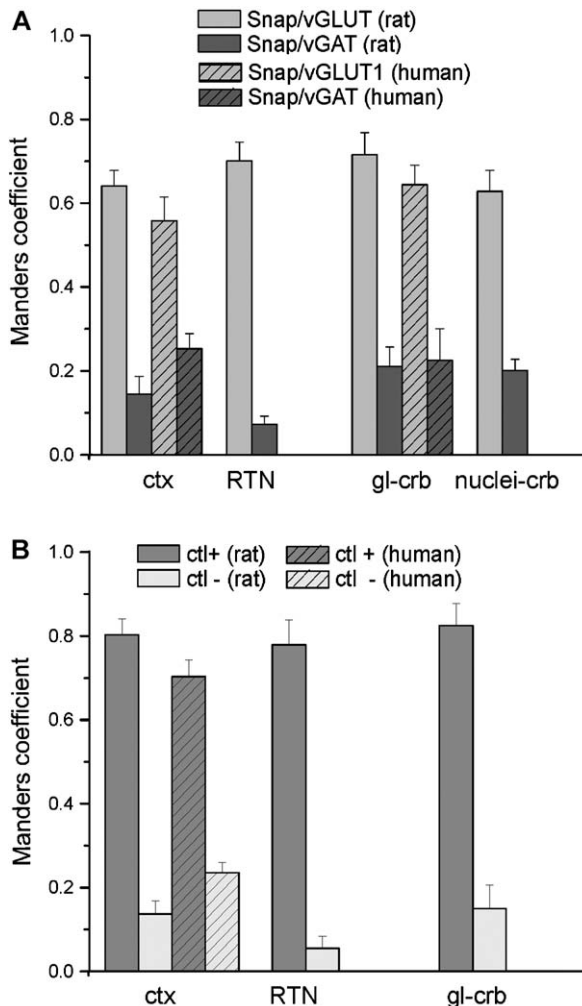 A
Snap/vGLUT (rat)
Snap/vGAT (rat)
Snap/vGLUT1 (human)
Snap/vGAT (human)
Manders coefficient
1.0
0.8
0.6
0.4
0.2
0.0
ctx RTN gl-crb nuclei-crb
B
ctl+ (rat) ctl + (human)
ctl - (rat) ctl - (human)
Manders coefficient
1.0
0.8
0.6
0.4
0.2
0.0
ctx RTN gl-crb